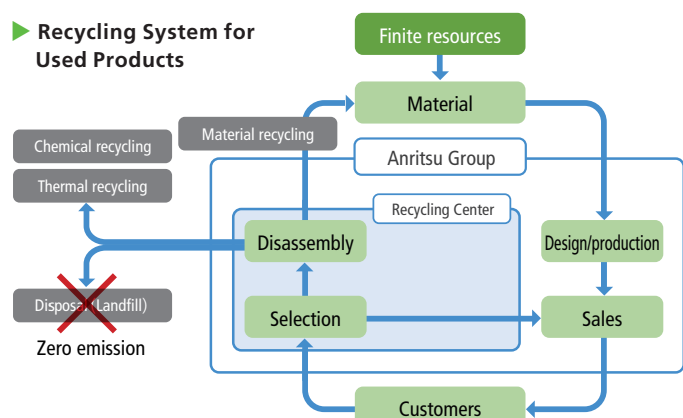 ▶ Recycling System for
Used Products
Finite resources
Material
Material recycling
Chemical recycling
Thermal recycling
Anritsu Group
Recycling Center
Disassembly
Design/production
Disposal (Landfill)
Zero emission
Selection
Sales
Customers